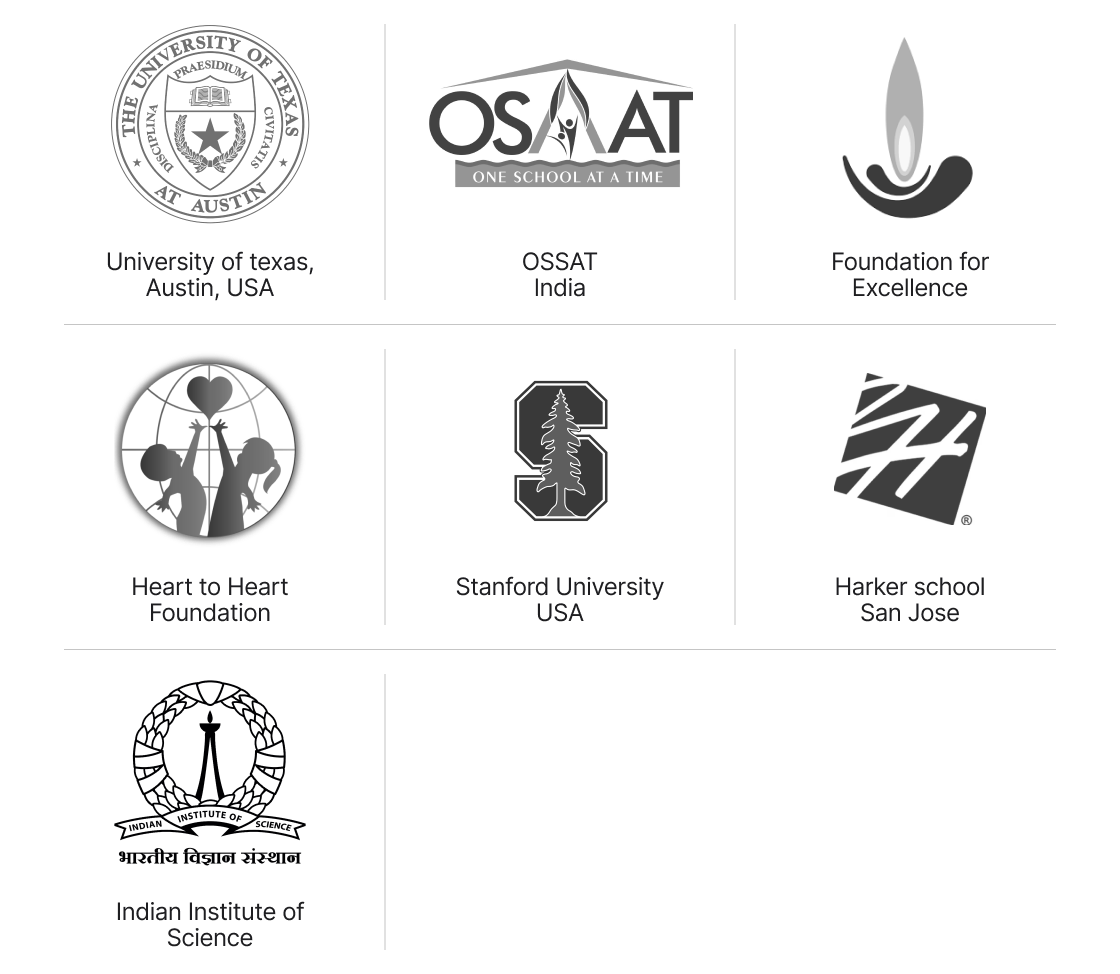 THE UNIVERSITY OF TEXAS
PRAESIDIUM
DISCIPLINA
CIVITATIS
AT AUSTIN
University of texas,
Austin, USA
OSAAT
ONE SCHOOL AT A TIME
OSSAT
India
Foundation for
Excellence
Heart to Heart
Foundation
S
Stanford University
USA
H
®
Harker school
San Jose
INDIAN INSTITUTE OF SCIENCE
भारतीय विज्ञान संस्थान
Indian Institute of
Science